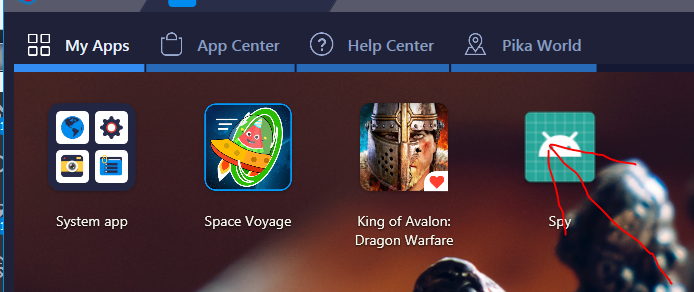 My Apps
App Center
Help Center
Pika World
System app
Space Voyage
King of Avalon:
Dragon Warfare
Spy